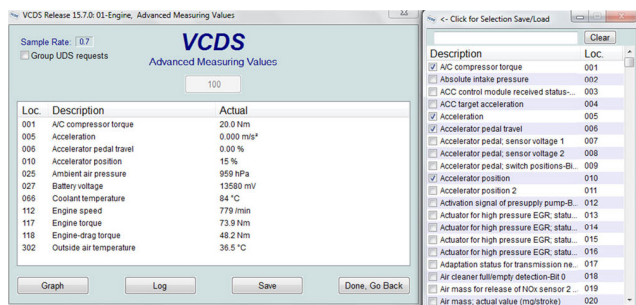 VCDS Release 15.7.0: 01-Engine, Advanced Measuring Values
Sample Rate: 0.7
Group UDS requests
VCDS
Advanced Measuring Values
100
Loc. Description Actual
001 A/C compressor torque 20.0 Nm
005 Acceleration 0.000 m/s²
006 Accelerator pedal travel 0.00 %
010 Accelerator position 15 %
025 Ambient air pressure 959 hPa
027 Battery voltage 13580 mV
066 Coolant temperature 84 °C
112 Engine speed 779 /min
117 Engine torque 73.9 Nm
118 Engine-drag torque 48.2 Nm
302 Outside air temperature 36.5 °C
Graph Log Save Done, Go Back
<- Click for Selection Save/Load
Clear
Description Loc.
A/C compressor torque 001
Absolute intake pressure 002
ACC control module received status-... 003
ACC target acceleration 004
Acceleration 005
Accelerator pedal travel 006
Accelerator pedal; sensor voltage 1 007
Accelerator pedal; sensor voltage 2 008
Accelerator pedal; switch positions-Bi... 009
Accelerator position 010
Accelerator position 2 011
Activation signal of presupply pump-B... 012
Actuator for high pressure EGR; statu... 013
Actuator for high pressure EGR; statu... 014
Actuator for high pressure EGR; statu... 015
Actuator for high pressure EGR; statu... 016
Adaptation status for transmission ne... 017
Air cleaner full/empty detection-Bit 0 018
Air mass for release of NOx sensor 2 ... 019
Air mass; actual value (mg/stroke) 020